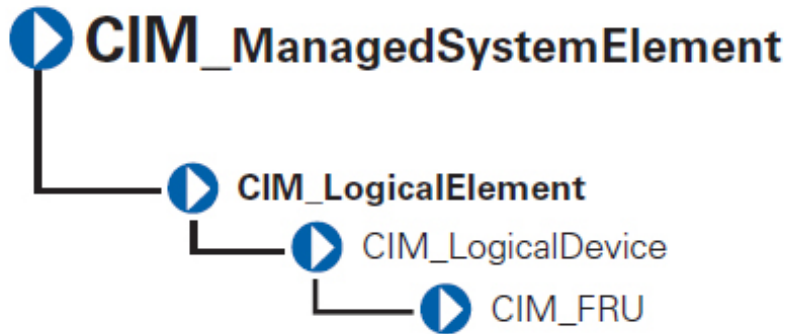 CIM_ManagedSystemElement
CIM_LogicalElement
CIM_LogicalDevice
CIM_FRU